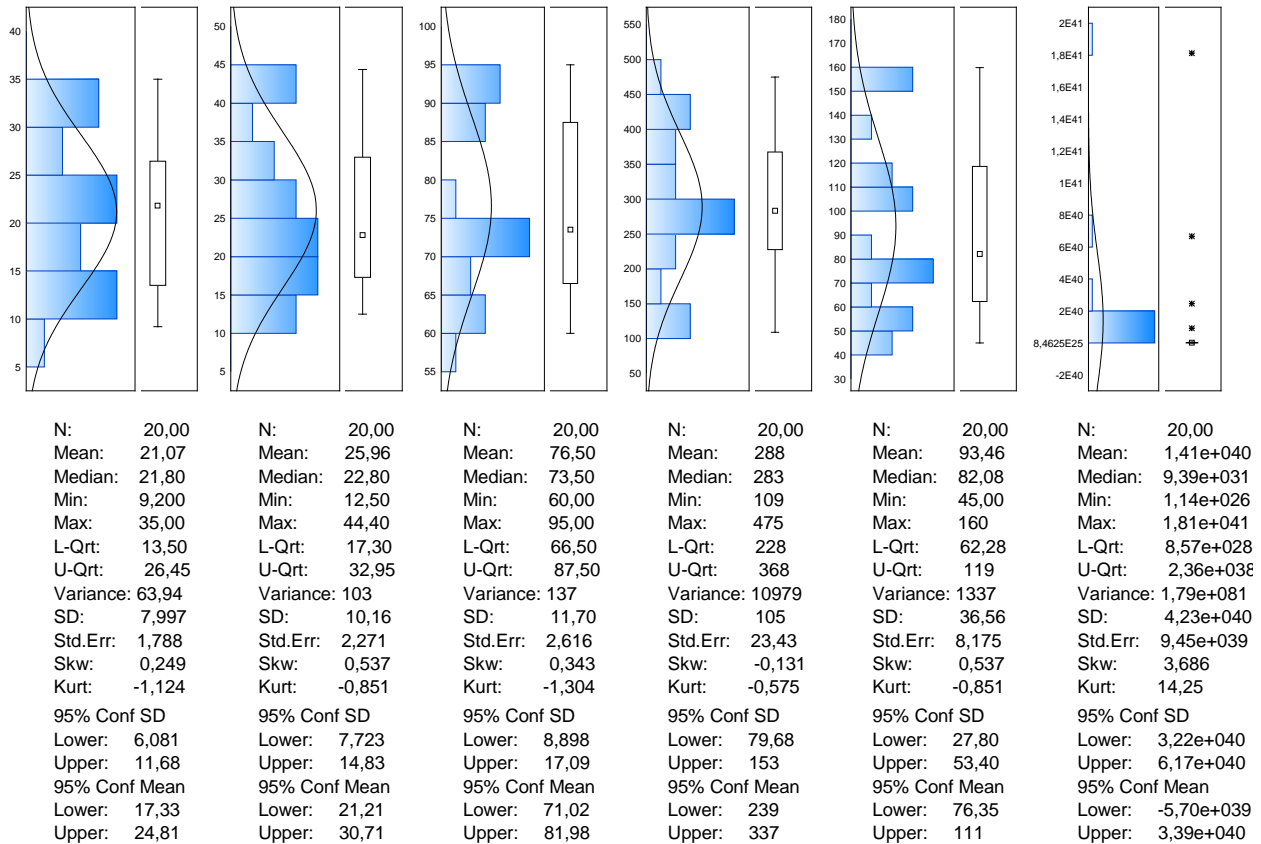 40
35
30
25
20
15
10
5
50
45
40
35
30
25
20
15
10
5
100
95
90
85
80
75
70
65
60
55
550
500
450
400
350
300
250
200
150
100
50
180
170
160
150
140
130
120
110
100
90
80
70
60
50
40
30
2E41
1,8E41
1,6E41
1,4E41
1,2E41
1E41
8E40
6E40
4E40
2E40
8,4625E25
-2E40
N: 20,00
Mean: 21,07
Median: 21,80
Min: 9,200
Max: 35,00
L-Qrt: 13,50
U-Qrt: 26,45
Variance: 63,94
SD: 7,997
Std.Err: 1,788
Skw: 0,249
Kurt: -1,124
95% Conf SD
Lower: 6,081
Upper: 11,68
95% Conf Mean
Lower: 17,33
Upper: 24,81
N: 20,00
Mean: 25,96
Median: 22,80
Min: 12,50
Max: 44,40
L-Qrt: 17,30
U-Qrt: 32,95
Variance: 103
SD: 10,16
Std.Err: 2,271
Skw: 0,537
Kurt: -0,851
95% Conf SD
Lower: 7,723
Upper: 14,83
95% Conf Mean
Lower: 21,21
Upper: 30,71
N: 20,00
Mean: 76,50
Median: 73,50
Min: 60,00
Max: 95,00
L-Qrt: 66,50
U-Qrt: 87,50
Variance: 137
SD: 11,70
Std.Err: 2,616
Skw: 0,343
Kurt: -1,304
95% Conf SD
Lower: 8,898
Upper: 17,09
95% Conf Mean
Lower: 71,02
Upper: 81,98
N: 20,00
Mean: 288
Median: 283
Min: 109
Max: 475
L-Qrt: 228
U-Qrt: 368
Variance: 10979
SD: 105
Std.Err: 23,43
Skw: -0,131
Kurt: -0,575
95% Conf SD
Lower: 79,68
Upper: 153
95% Conf Mean
Lower: 239
Upper: 337
N: 20,00
Mean: 93,46
Median: 82,08
Min: 45,00
Max: 160
L-Qrt: 62,28
U-Qrt: 119
Variance: 1337
SD: 36,56
Std.Err: 8,175
Skw: 0,537
Kurt: -0,851
95% Conf SD
Lower: 27,80
Upper: 53,40
95% Conf Mean
Lower: 76,35
Upper: 111
N: 20,00
Mean: 1,41e+040
Median: 9,39e+031
Min: 1,14e+026
Max: 1,81e+041
L-Qrt: 8,57e+028
U-Qrt: 2,36e+038
Variance: 1,79e+081
SD: 4,23e+040
Std.Err: 9,45e+039
Skw: 3,686
Kurt: 14,25
95% Conf SD
Lower: 3,22e+040
Upper: 6,17e+040
95% Conf Mean
Lower: -5,70e+039
Upper: 3,39e+040